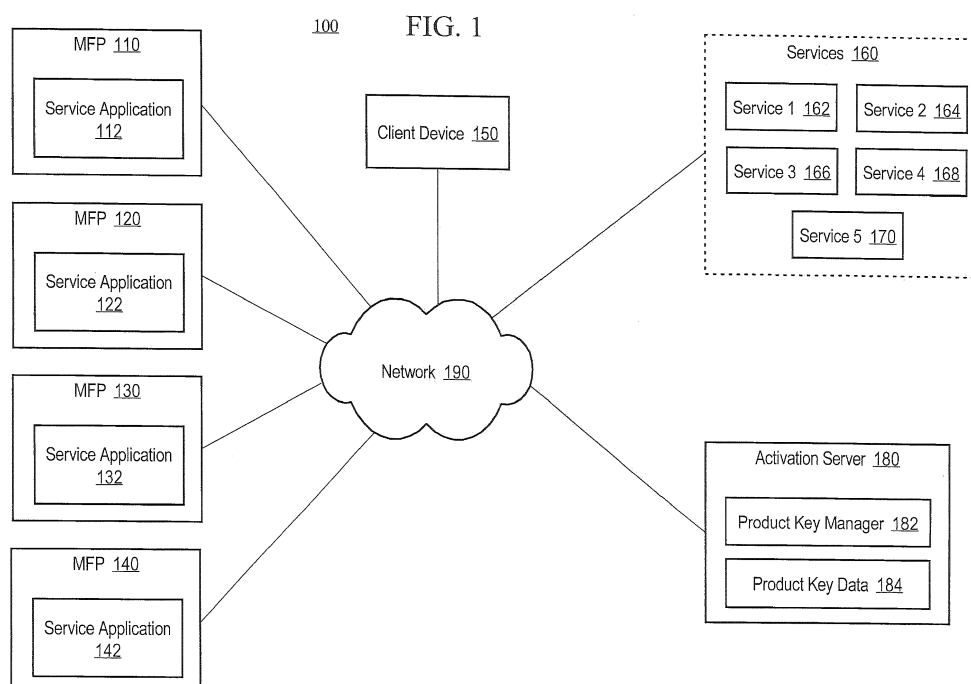 100
FIG. 1
MFP 110
Service Application
112
MFP 120
Service Application
122
MFP 130
Service Application
132
MFP 140
Service Application
142
Client Device 150
Network 190
Services 160
Service 1 162
Service 2 164
Service 3 166
Service 4 168
Service 5 170
Activation Server 180
Product Key Manager 182
Product Key Data 184